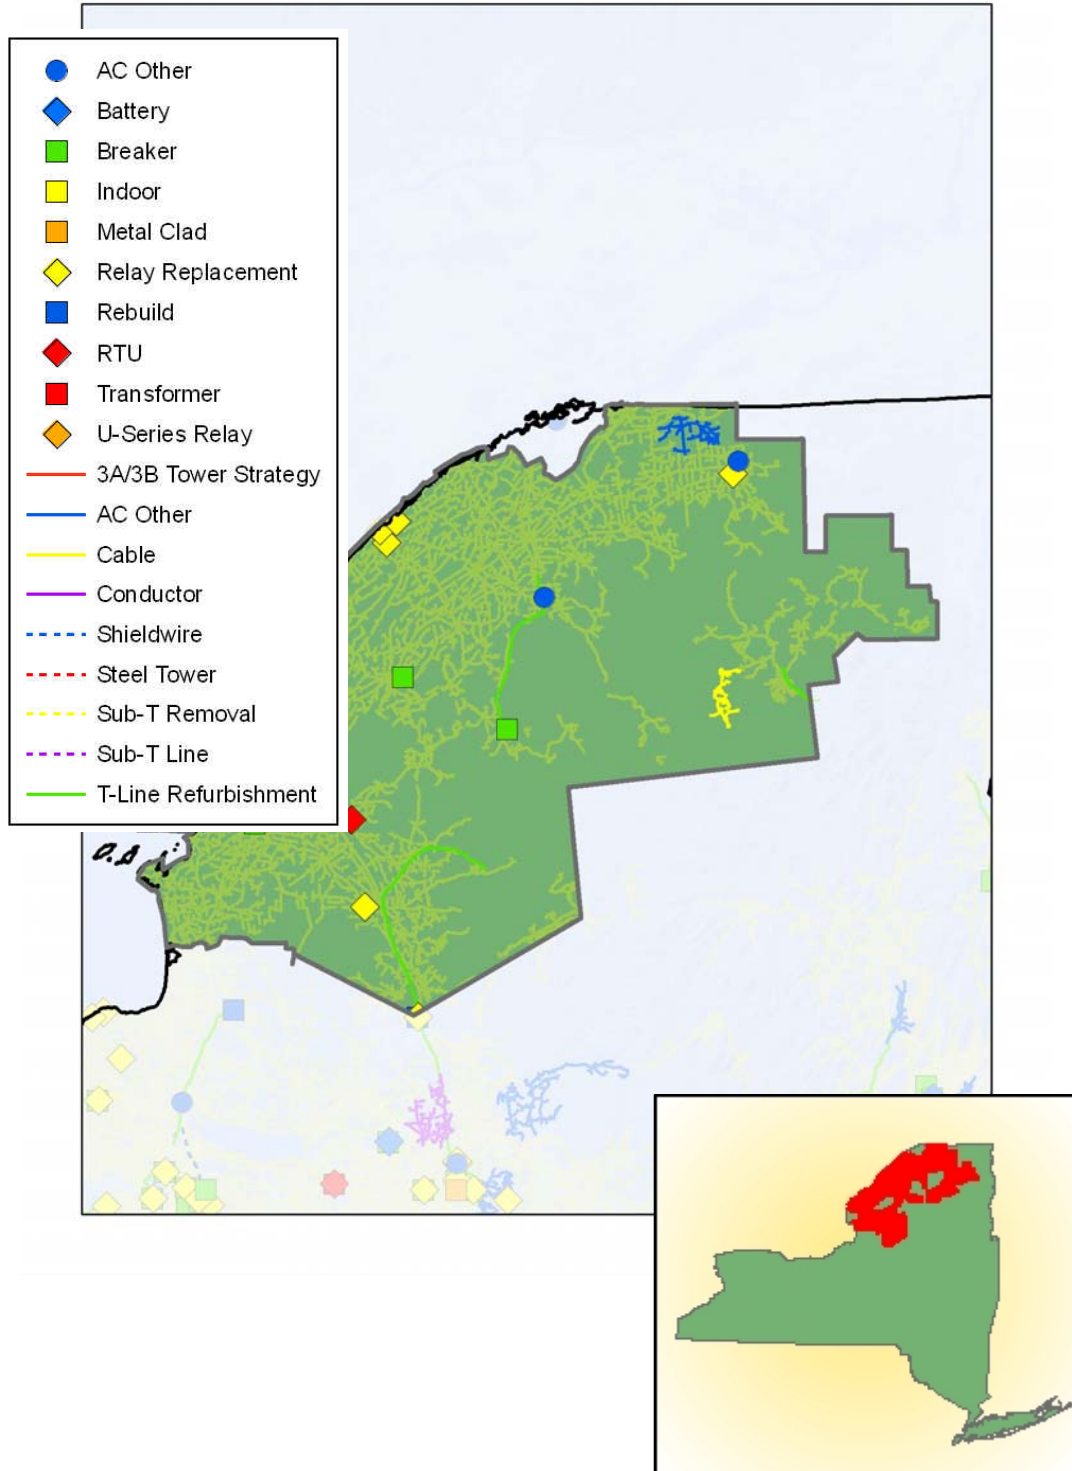 AC Other
Battery
Breaker
Indoor
Metal Clad
Relay Replacement
Rebuild
RTU
Transformer
U-Series Relay
3A/3B Tower Strategy
AC Other
Cable
Conductor
Shieldwire
Steel Tower
Sub-T Removal
Sub-T Line
T-Line Refurbishment